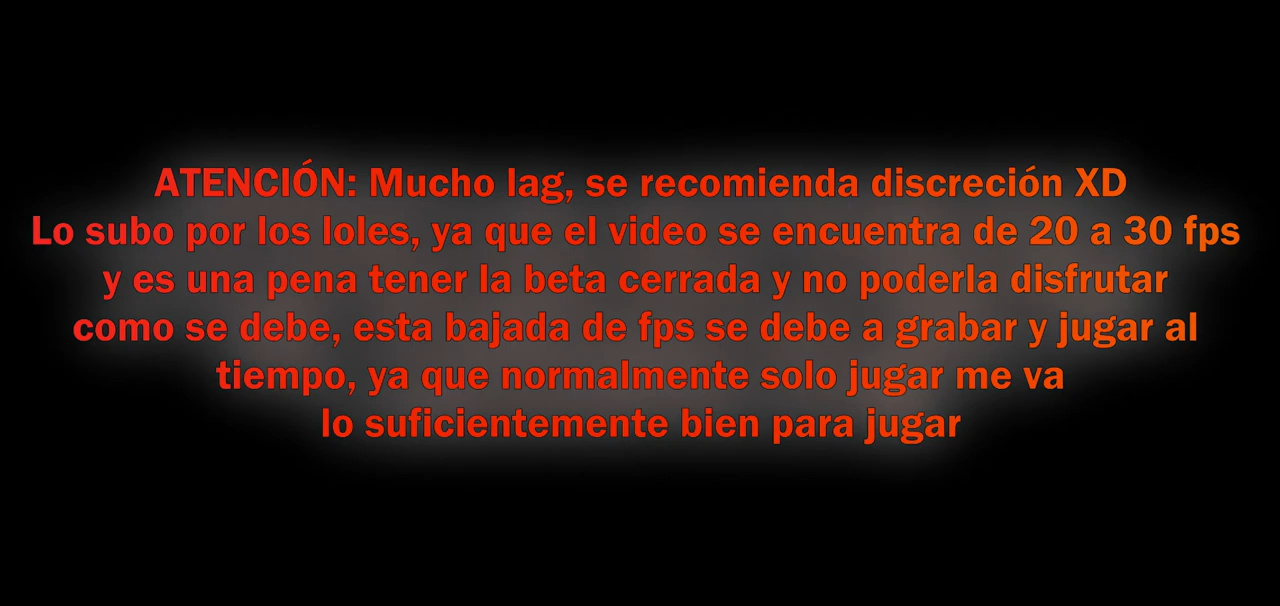 ATENCIÓN: Mucho lag, se recomienda discreción XD
Lo subo por los loles, ya que el video se encuentra de 20 a 30 fps
y es una pena tener la beta cerrada y no poderla disfrutar
como se debe, esta bajada de fps se debe a grabar y jugar al
tiempo, ya que normalmente solo jugar me va
lo suficientemente bien para jugar